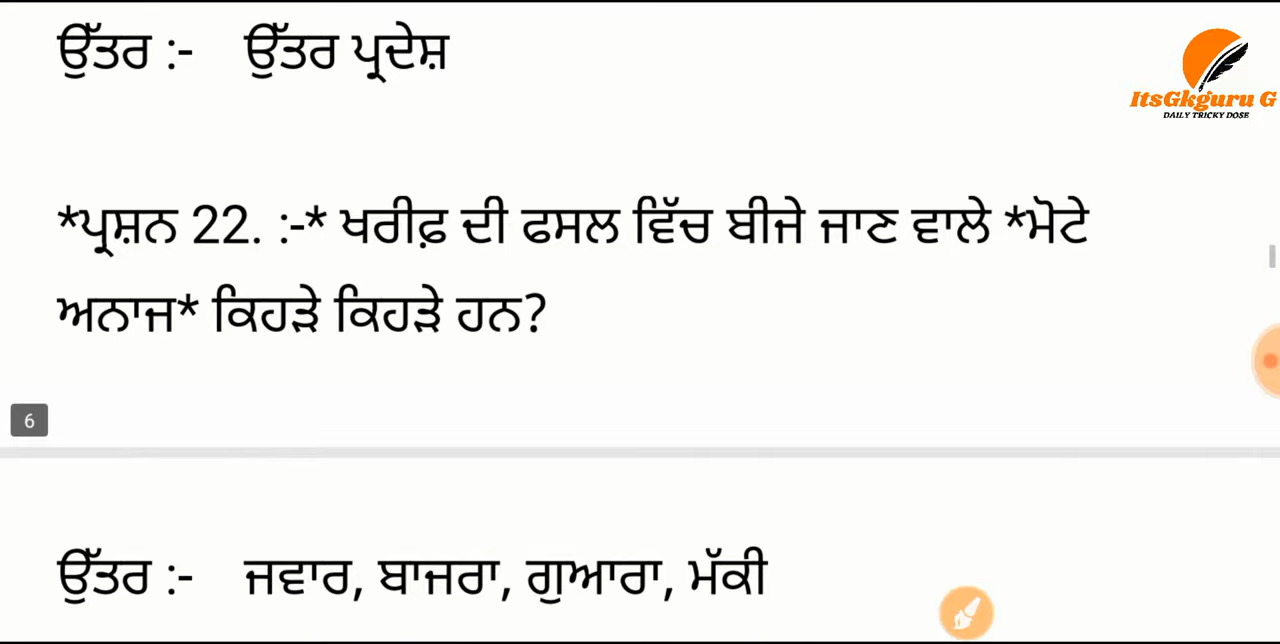 ਉੱਤਰ :- ਉੱਤਰ ਪ੍ਰਦੇਸ਼
ItsGkguru G
DAILY TRICKY DOSE
*ਪ੍ਰਸ਼ਨ 22. :-* ਖਰੀਫ਼ ਦੀ ਫਸਲ ਵਿੱਚ ਬੀਜੇ ਜਾਣ ਵਾਲੇ *ਮੋਟੇ
ਅਨਾਜ* ਕਿਹੜੇ ਕਿਹੜੇ ਹਨ?
6
ਉੱਤਰ :- ਜਵਾਰ, ਬਾਜਰਾ, ਗੁਆਰਾ, ਮੱਕੀ